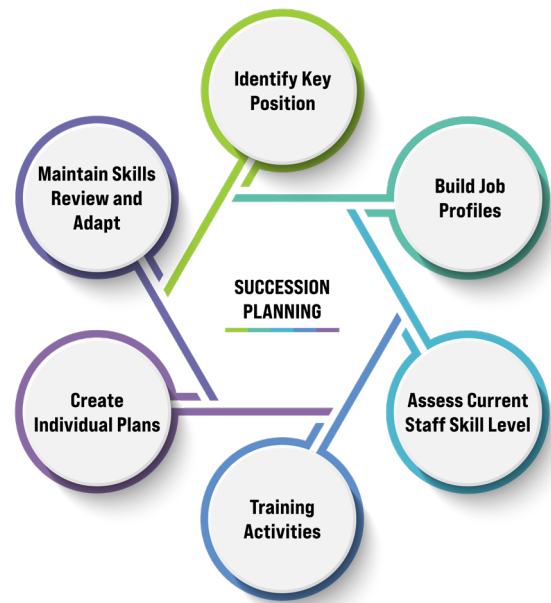 Identify Key
Position
Build Job
Profiles
Assess Current
Staff Skill Level
Training
Activities
Create
Individual Plans
Maintain Skills
Review and
Adapt
SUCCESSION
PLANNING